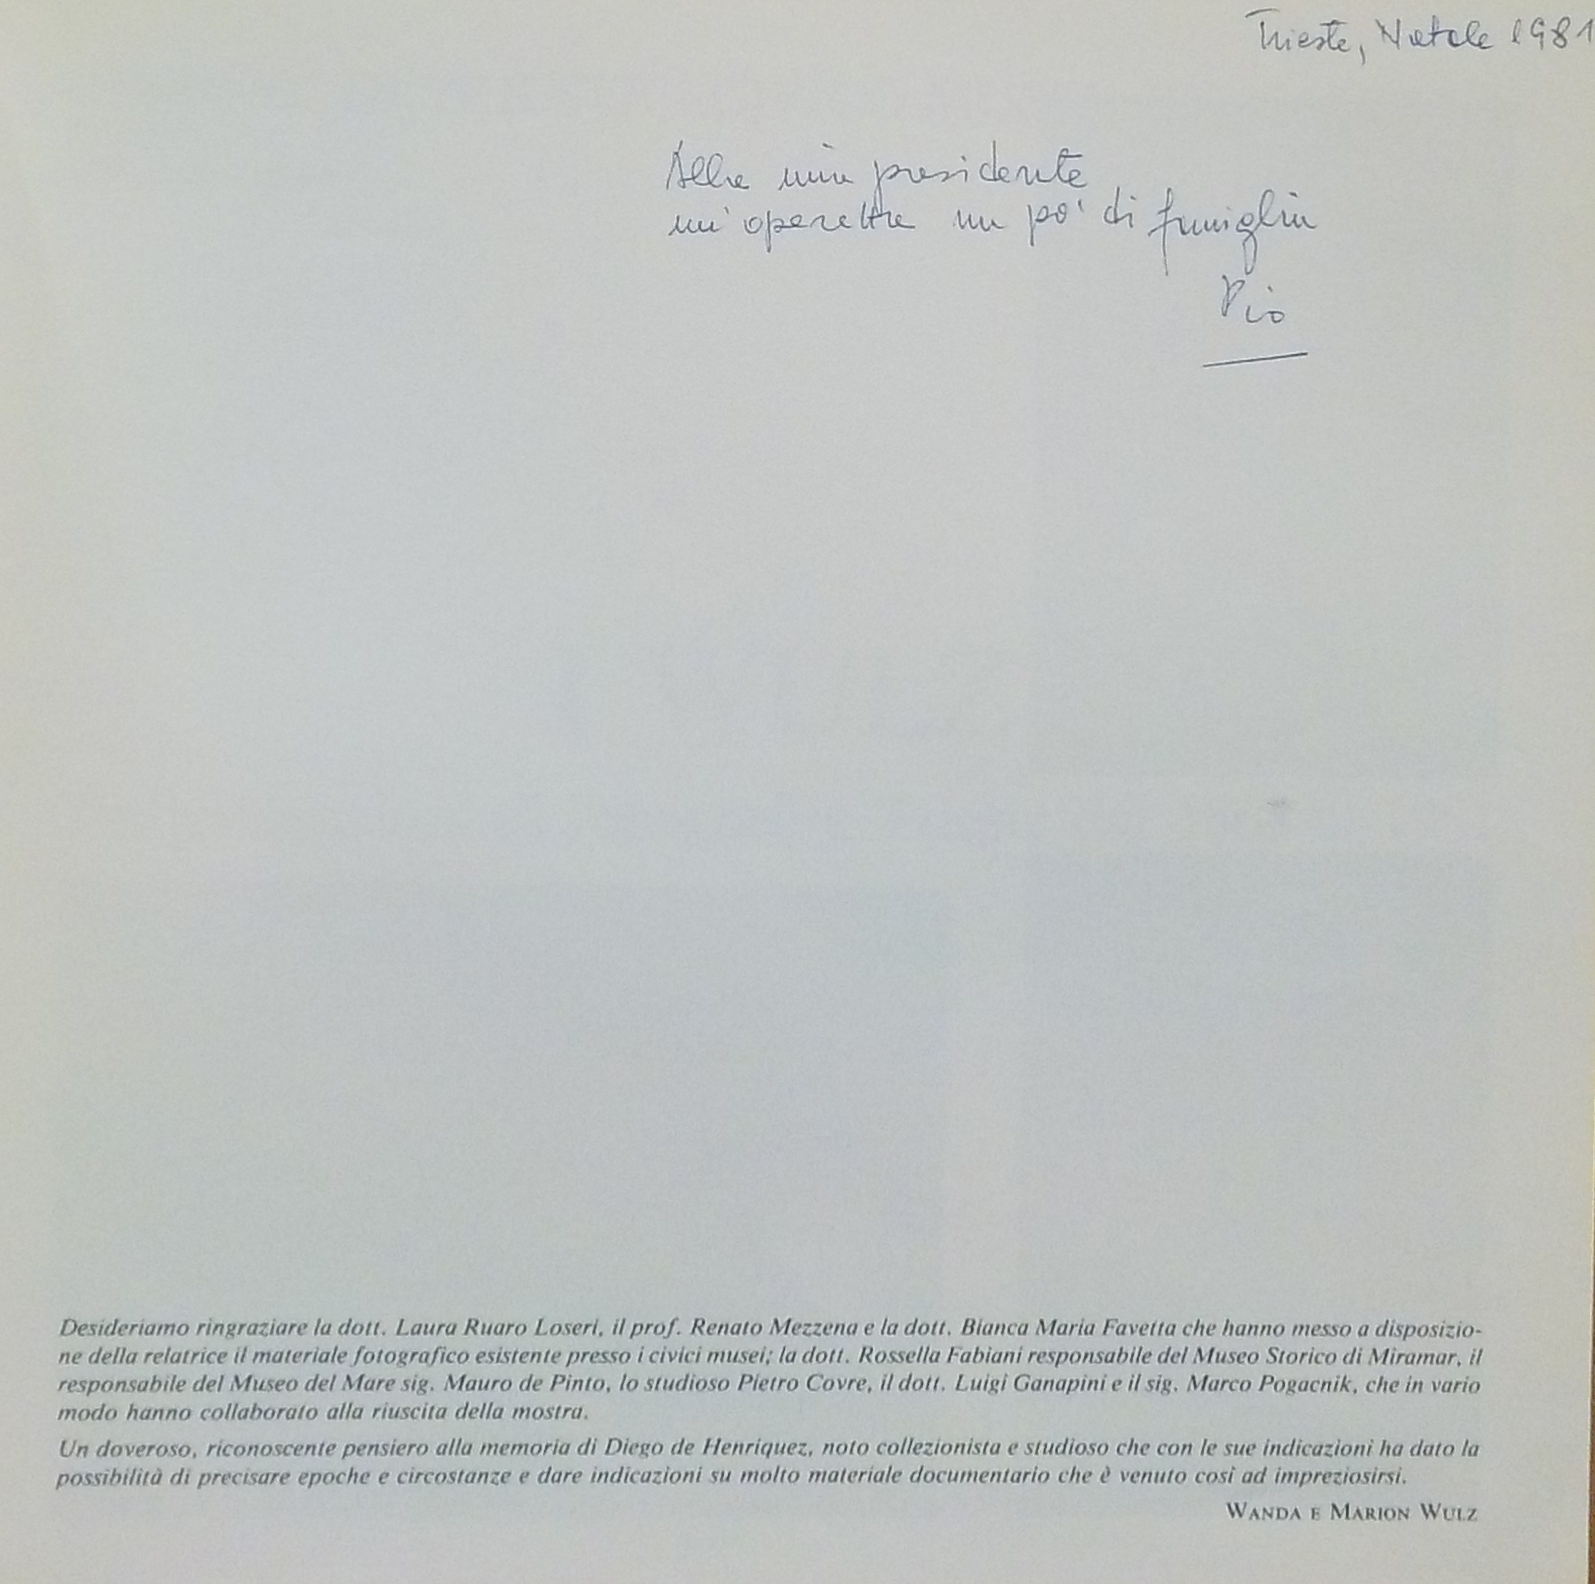 Trieste, Natale 1981
Alla mia presidente
un'operetta un po' di famiglia
Pio
Desideriamo ringraziare la dott. Laura Ruaro Loseri, il prof. Renato Mezzena e la dott. Bianca Maria Favetta che hanno messo a disposizio-
ne della relatrice il materiale fotografico esistente presso i civici musei; la dott. Rossella Fabiani responsabile del Museo Storico di Miramar, il
responsabile del Museo del Mare sig. Mauro de Pinto, lo studioso Pietro Covre, il dott. Luigi Ganapini e il sig. Marco Pogacnik, che in vario
modo hanno collaborato alla riuscita della mostra.
Un doveroso, riconoscente pensiero alla memoria di Diego de Henriquez, noto collezionista e studioso che con le sue indicazioni ha dato la
possibilità di precisare epoche e circostanze e dare indicazioni su molto materiale documentario che è venuto così ad impreziosirsi.
WANDA E MARION WULZ